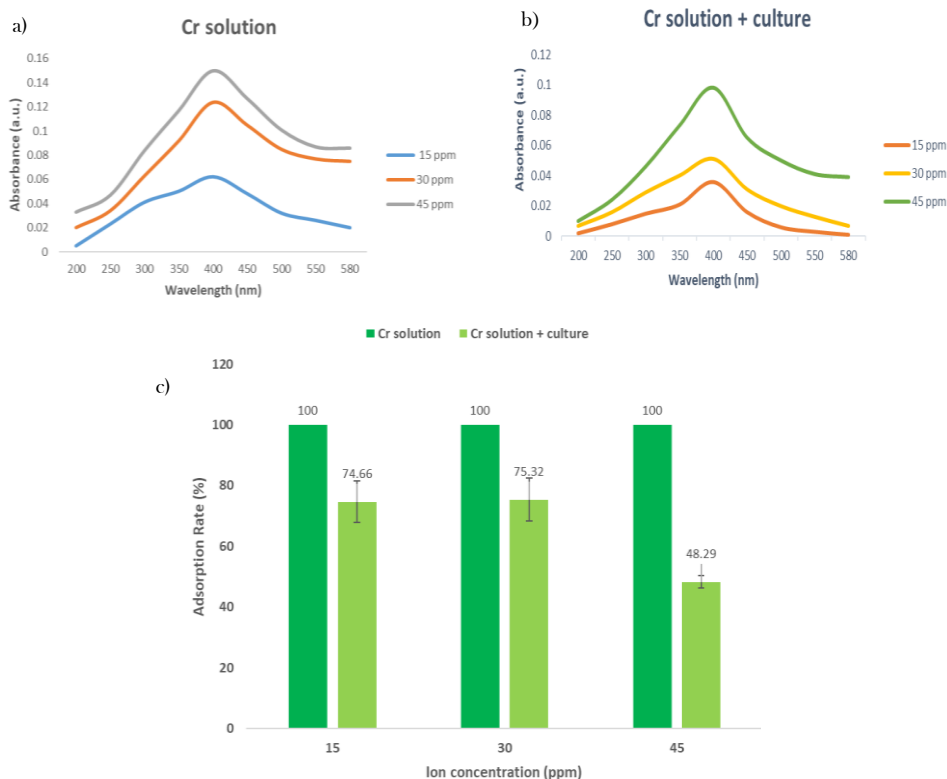 a)
Cr solution
Absorbance (a.u.)
0.16
0.14
0.12
0.1
0.08
0.06
0.04
0.02
0
200 250 300 350 400 450 500 550 580
Wavelength (nm)
15 ppm
30 ppm
45 ppm
b)
Cr solution + culture
Absorbance (a.u.)
0.12
0.1
0.08
0.06
0.04
0.02
0
200 250 300 350 400 450 500 550 580
Wavelength (nm)
15 ppm
30 ppm
45 ppm
Cr solution Cr solution + culture
c)
Adsorption Rate (%)
120
100
80
60
40
20
0
100 100 100
74.66 75.32 48.29
15 30 45
Ion concentration (ppm)